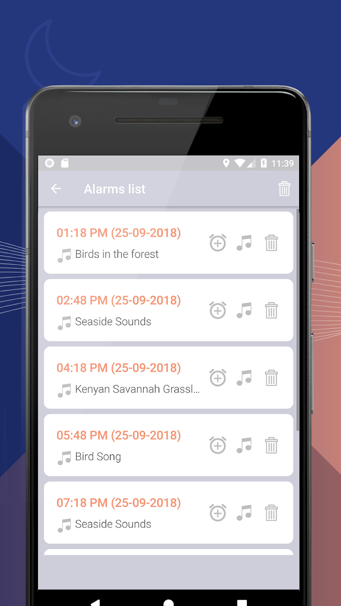 11:39
Alarms list
01:18 PM (25-09-2018)
Birds in the forest
02:48 PM (25-09-2018)
Seaside Sounds
04:18 PM (25-09-2018)
Kenyan Savannah Grassl...
05:48 PM (25-09-2018)
Bird Song
07:18 PM (25-09-2018)
Seaside Sounds